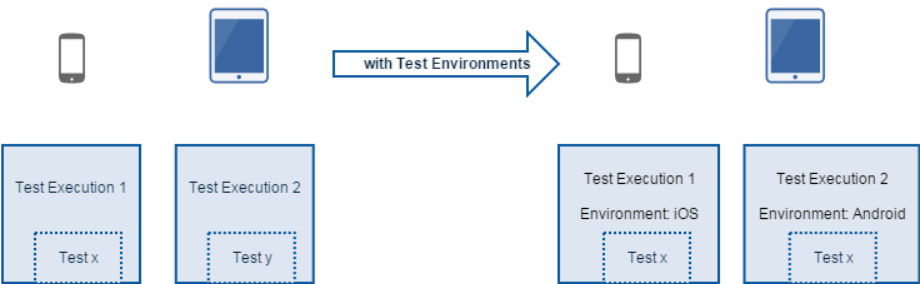 with Test Environments
Test Execution 1
Test x
Test Execution 2
Test y
Test Execution 1
Environment: iOS
Test x
Test Execution 2
Environment: Android
Test x